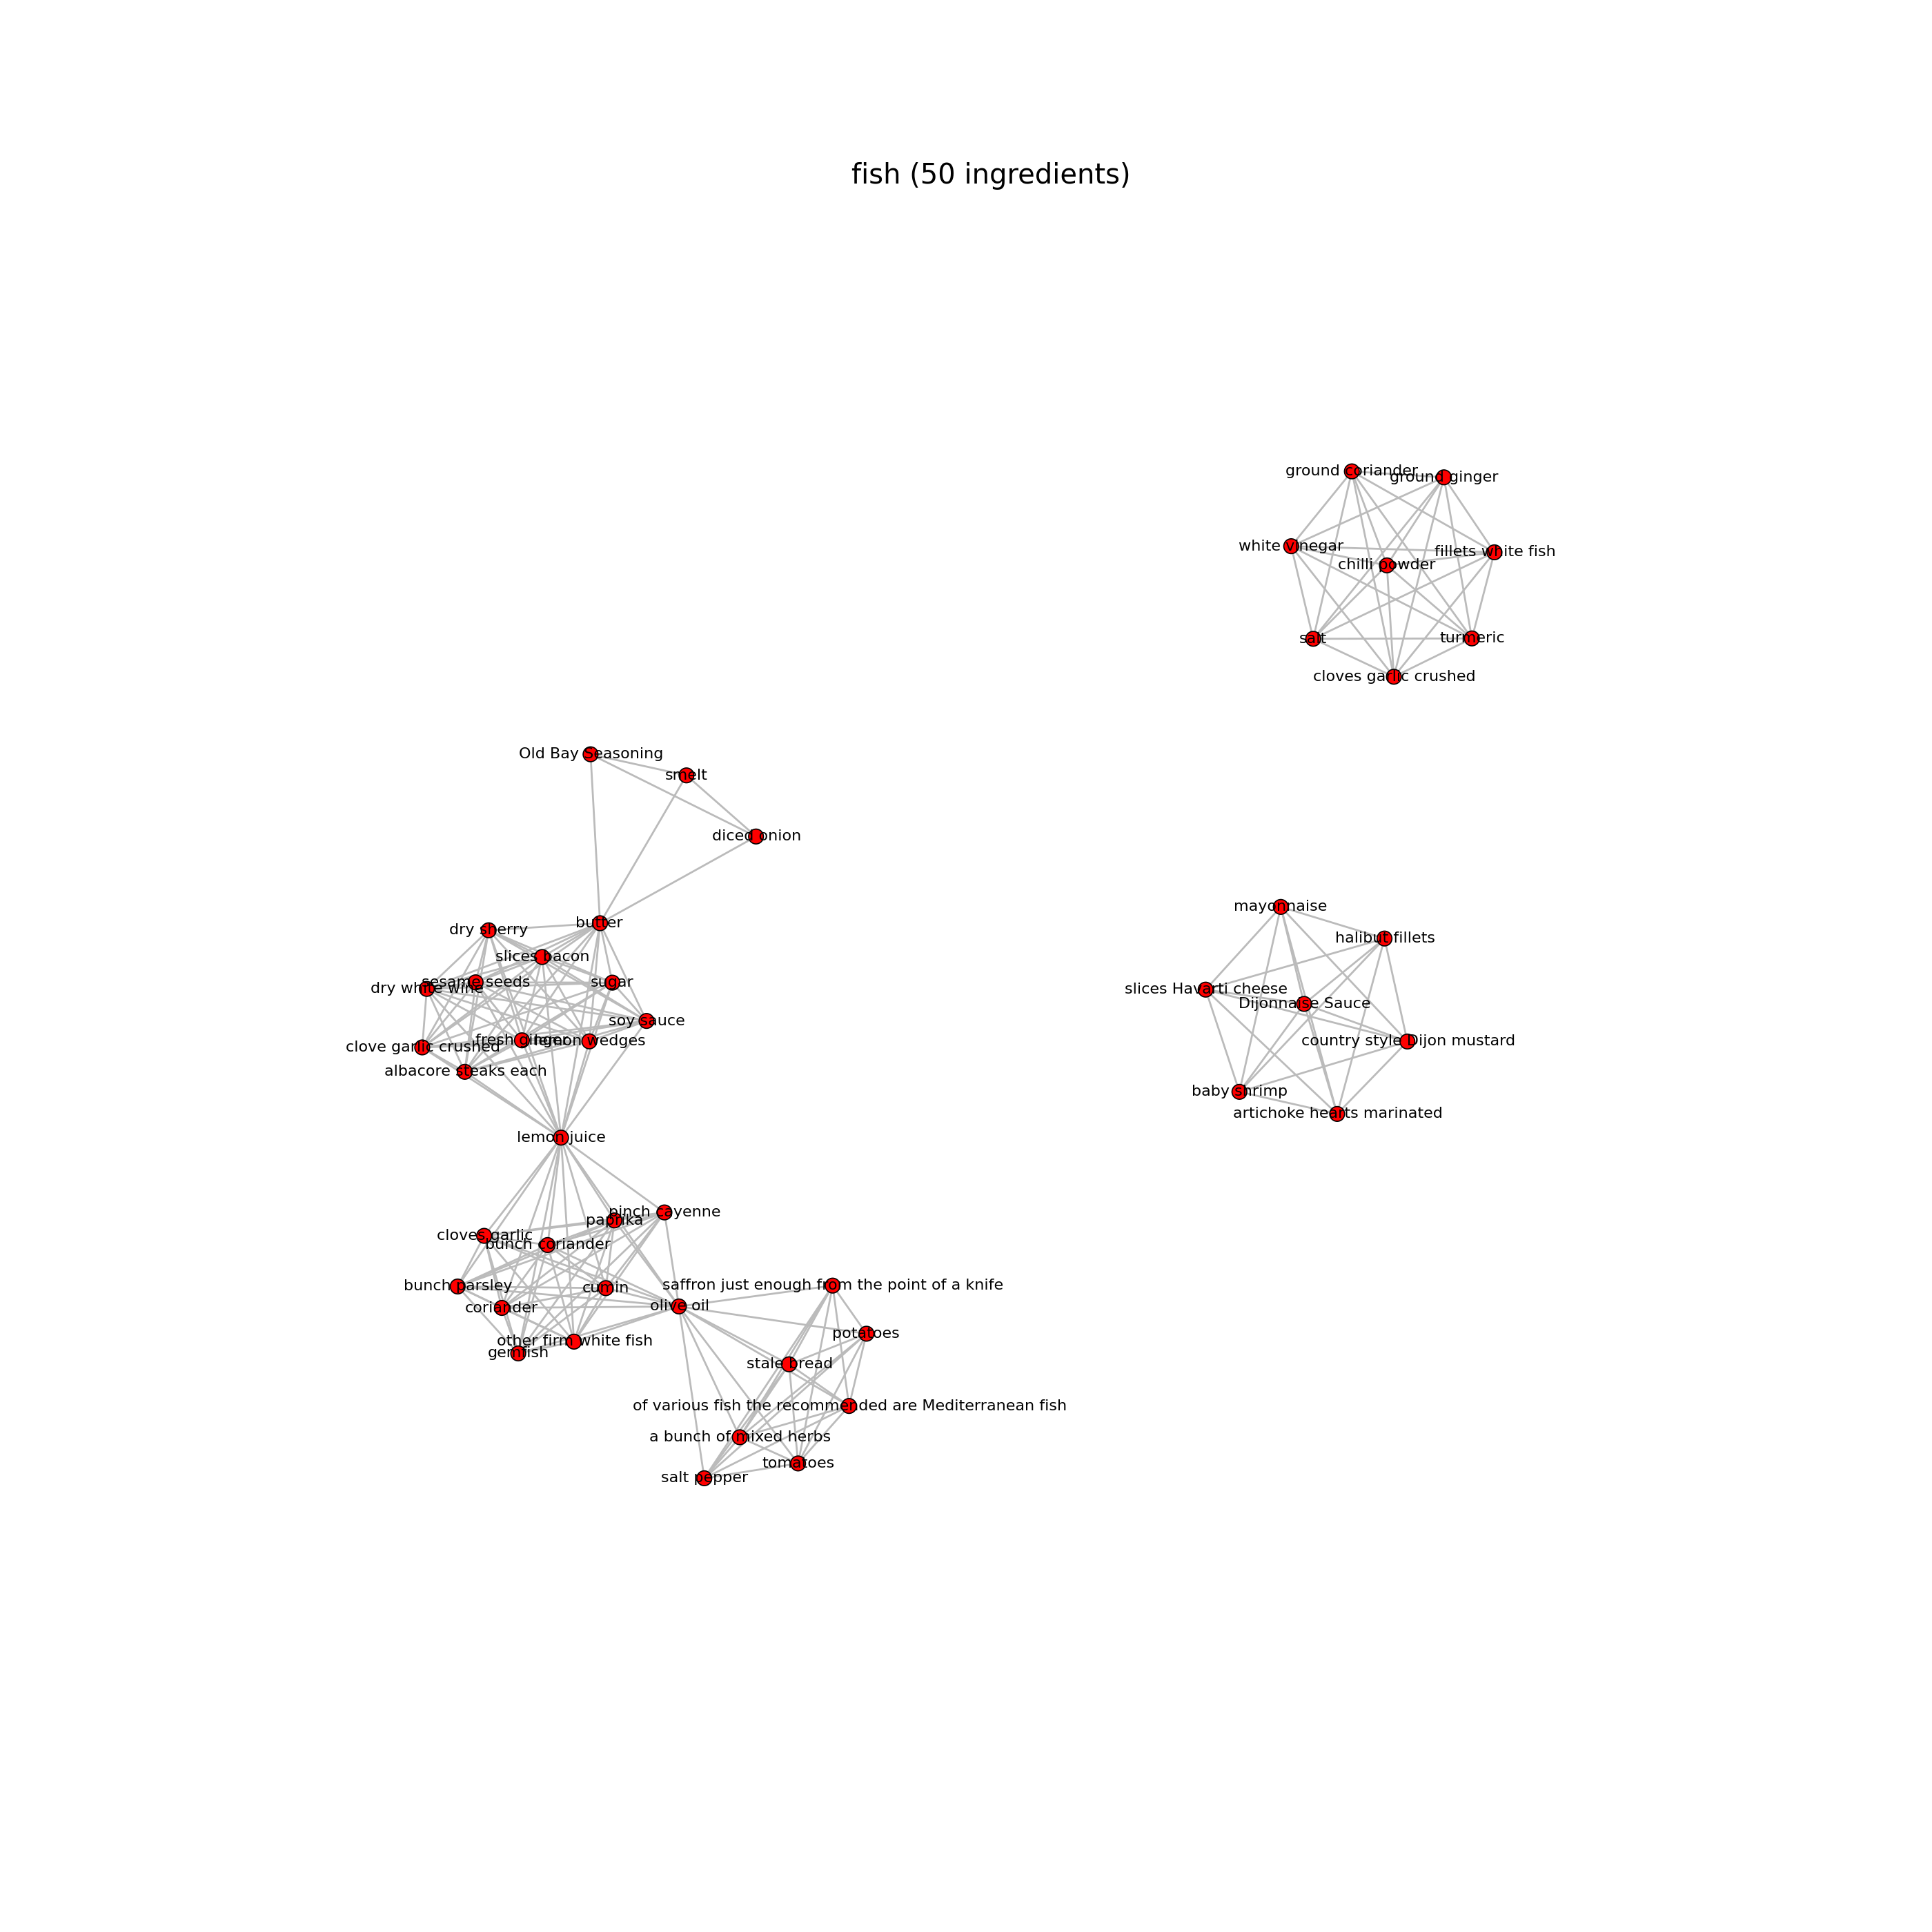 fish (50 ingredients)
ground coriander
ground ginger
white vinegar
fillets white fish
chilli powder
salt
turmeric
cloves garlic crushed
Old Bay Seasoning
smelt
diced onion
mayonnaise
butter
dry sherry
halibut fillets
slices bacon
sesame seeds
sugar
dry white wine
slices Havarti cheese
Dijonnaise Sauce
soy sauce
fresh ginger
lemon wedges
country style Dijon mustard
clove garlic crushed
albacore steaks each
baby shrimp
artichoke hearts marinated
lemon juice
pinch cayenne
paprika
cloves garlic
bunch coriander
bunch parsley
cumin
saffron just enough from the point of a knife
coriander
olive oil
potatoes
other firm white fish
gemfish
stale bread
of various fish the recommended are Mediterranean fish
a bunch of mixed herbs
tomatoes
salt pepper